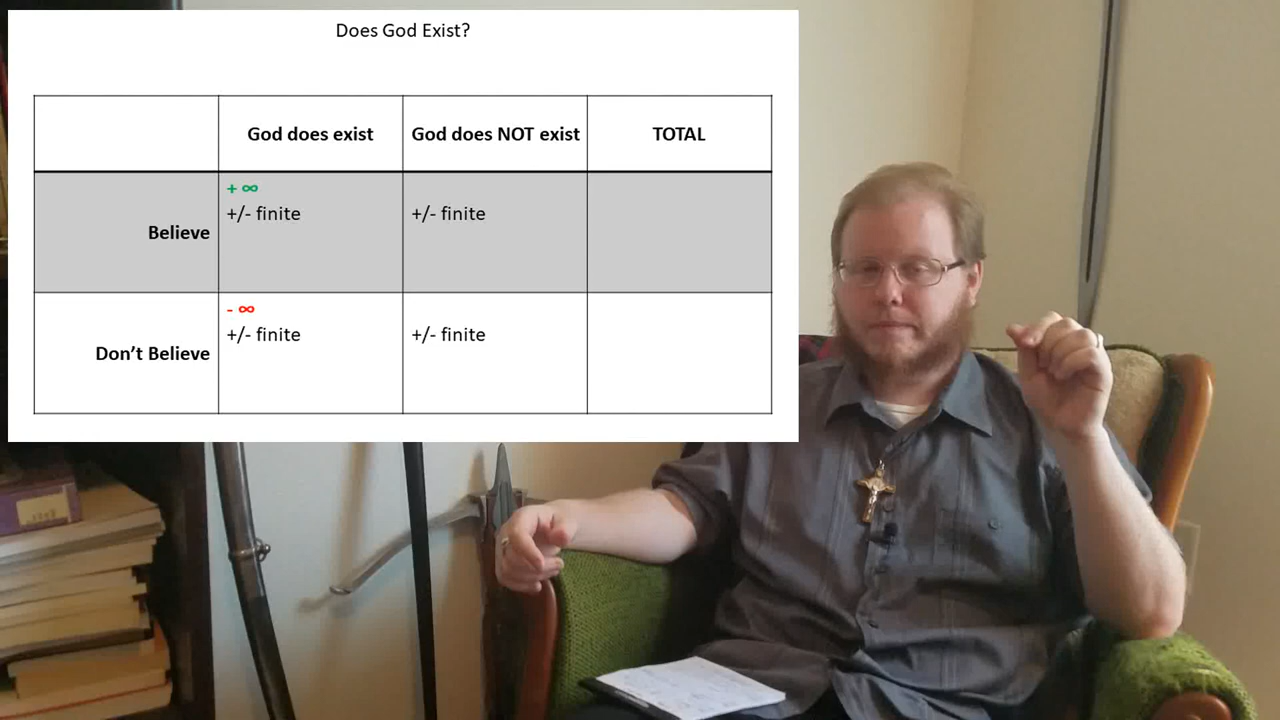 Does God Exist?
God does exist
God does NOT exist
TOTAL
Believe
+ ∞
+/- finite
+/- finite
Don’t Believe
- ∞
+/- finite
+/- finite